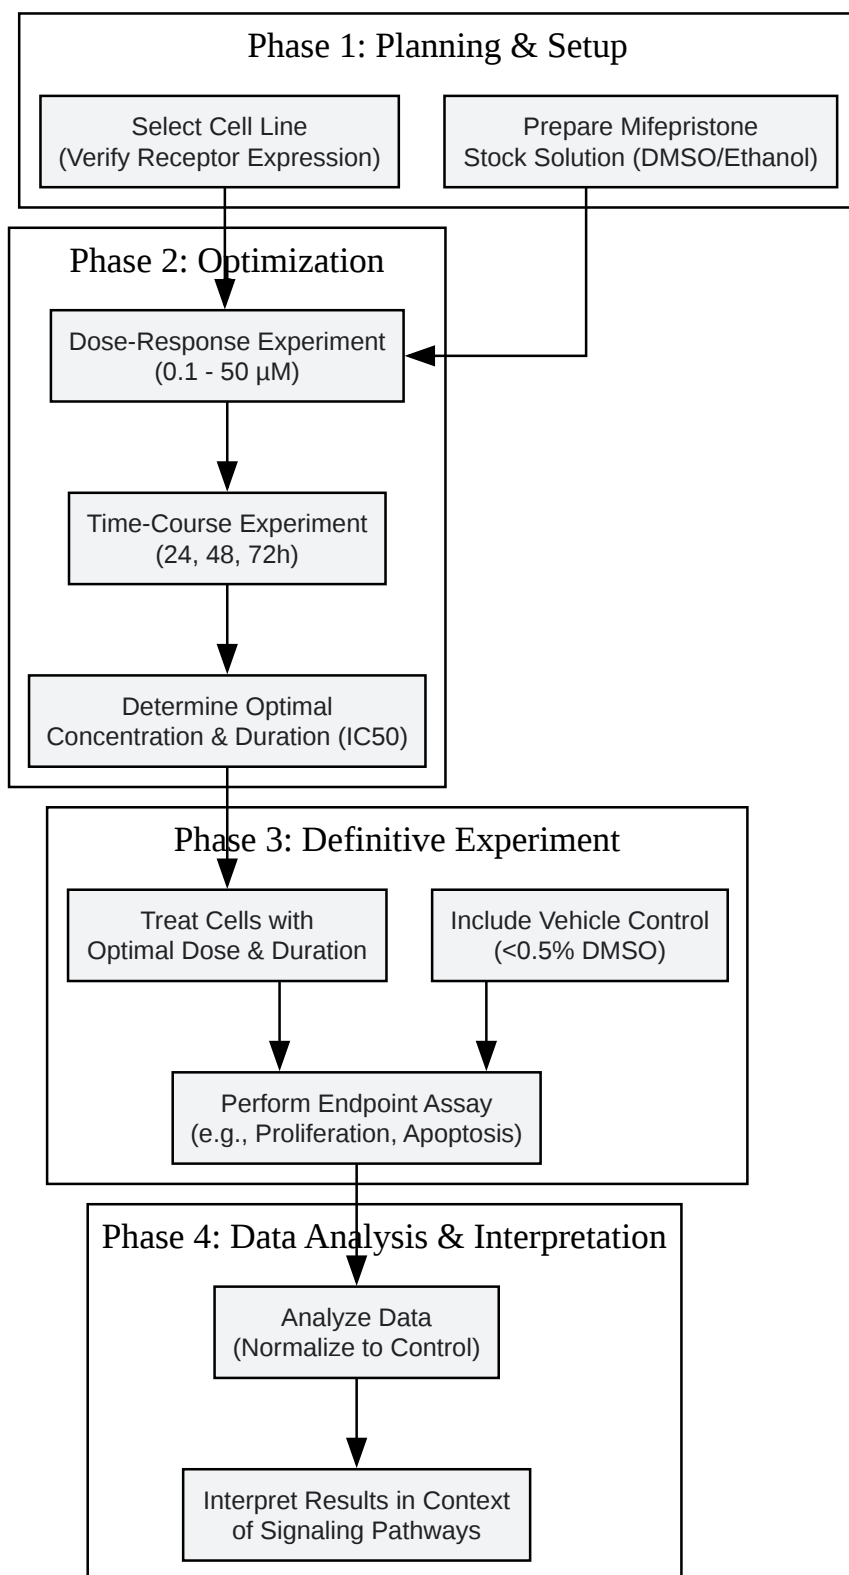 Phase 1: Planning & Setup
Select Cell Line
(Verify Receptor Expression)
Prepare Mifepristone
Stock Solution (DMSO/Ethanol)
Phase 2: Optimization
Dose-Response Experiment
(0.1 - 50 µM)
Time-Course Experiment
(24, 48, 72h)
Determine Optimal
Concentration & Duration (IC50)
Phase 3: Definitive Experiment
Treat Cells with
Optimal Dose & Duration
Include Vehicle Control
(<0.5% DMSO)
Perform Endpoint Assay
(e.g., Proliferation, Apoptosis)
Phase 4: Data Analysis & Interpretation
Analyze Data
(Normalize to Control)
Interpret Results in Context
of Signaling Pathways